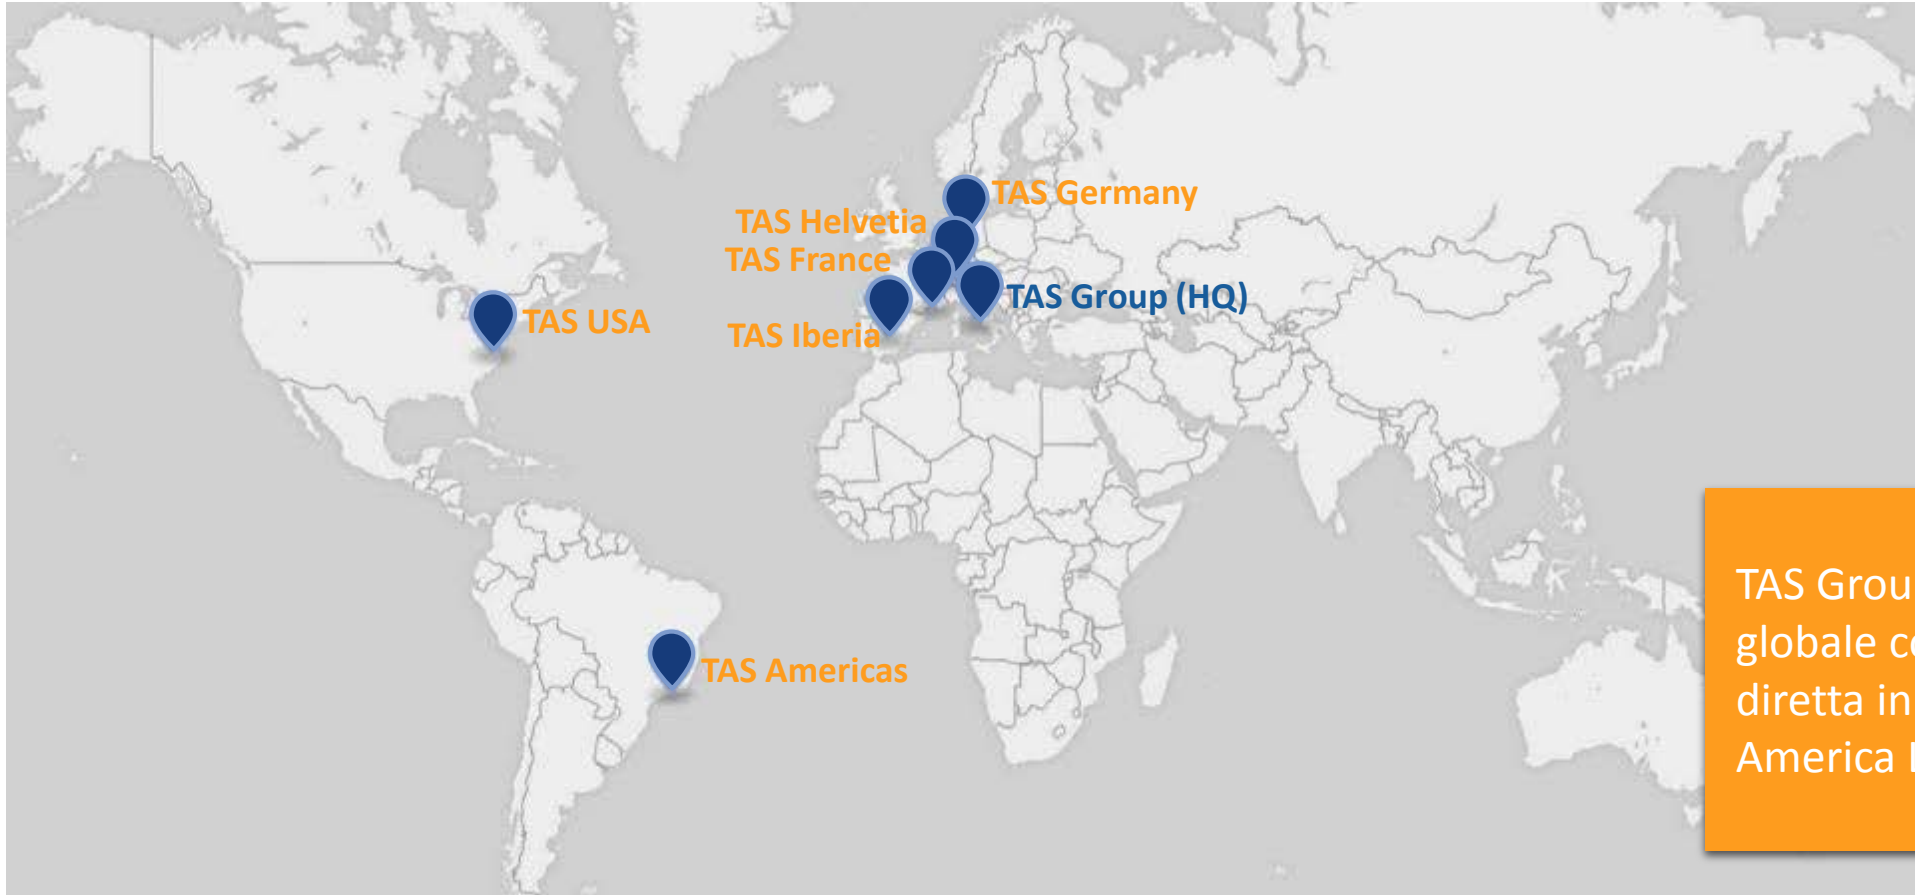 TAS Germany
TAS Helvetia
TAS France
TAS Group (HQ)
TAS USA
TAS Iberia
TAS Americas
TAS
globale
diretta in
America